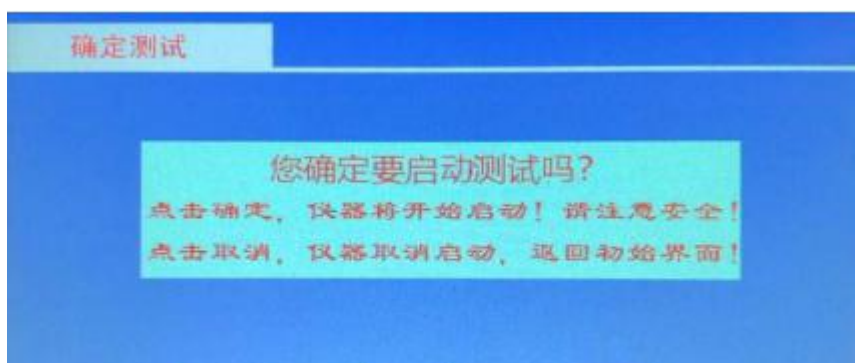 确定测试
您确定要启动测试吗？
点击确定，仪器将开始启动！请注意安全！
点击取消，仪器取消启动，返回初始界面！